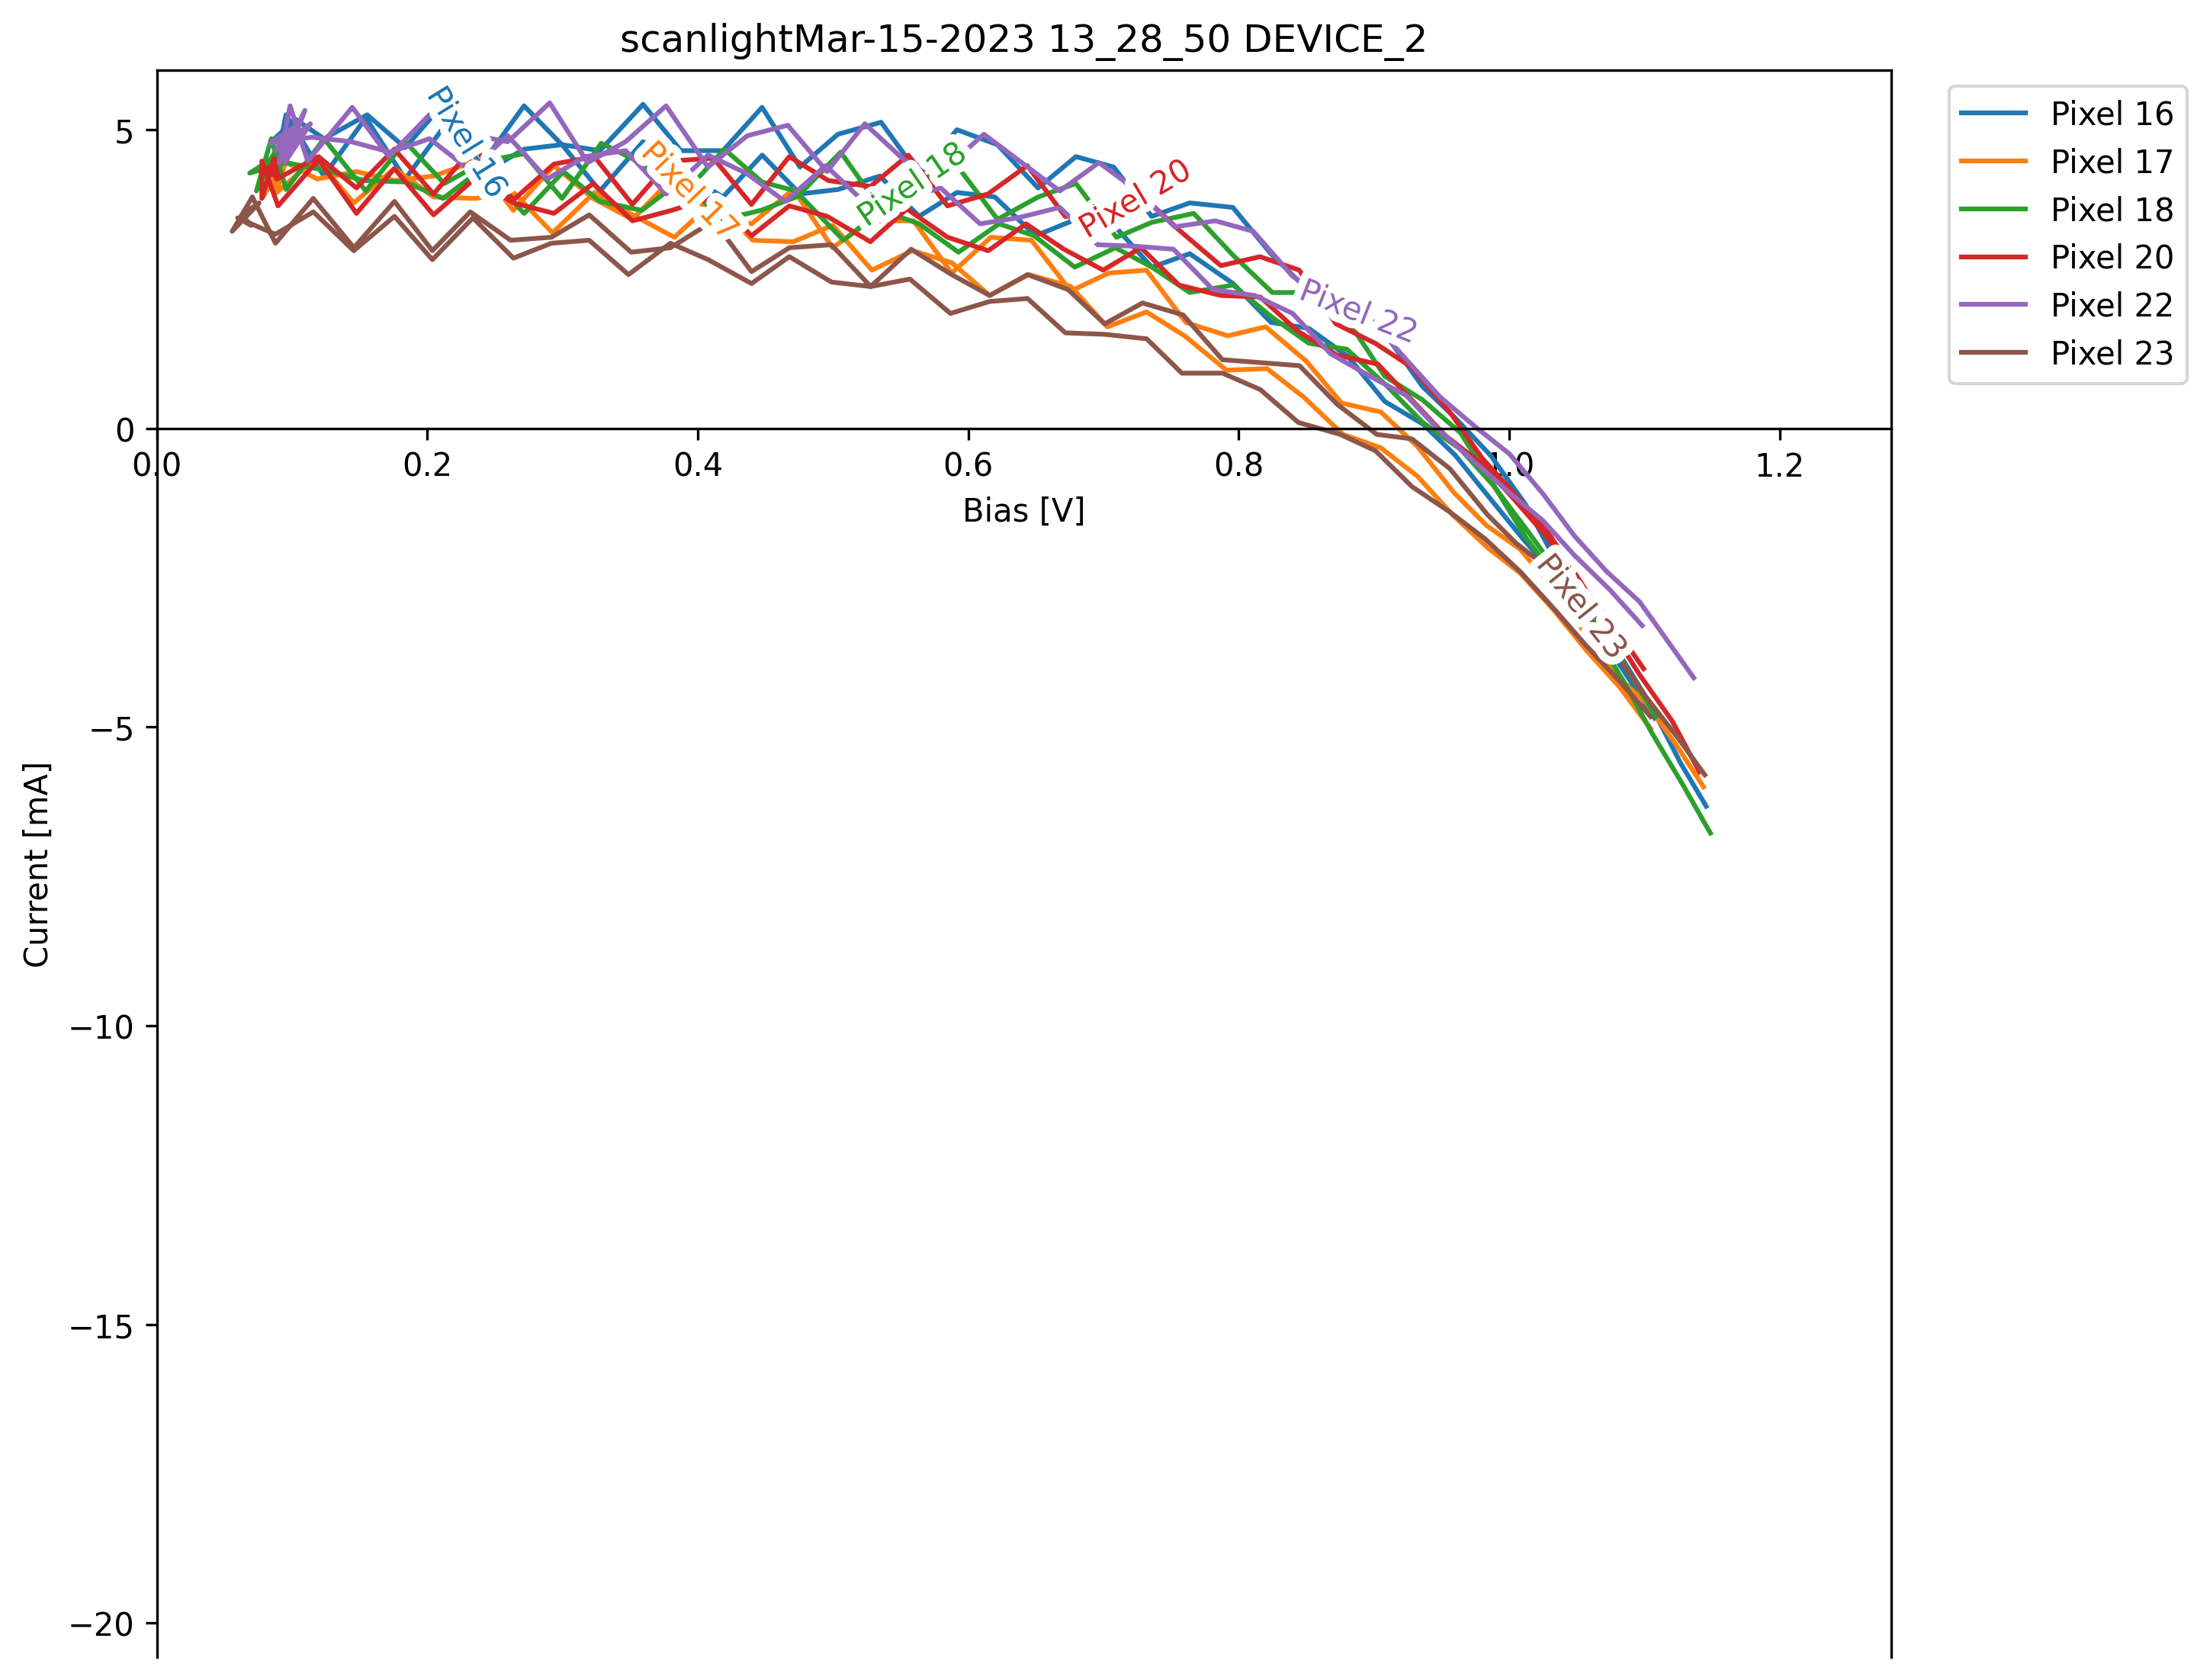 scanlightMar-15-2023 13_28_50 DEVICE_2
Pixel 16
Pixel 17
Pixel 18
Pixel 20
Pixel 22
Pixel 23
5
0
−5
−10
−15
−20
0.0
0.2
0.4
0.6
0.8
1.0
1.2
Bias [V]
Current [mA]
Pixel 16
Pixel 17
Pixel 18
Pixel 20
Pixel 22
Pixel 23